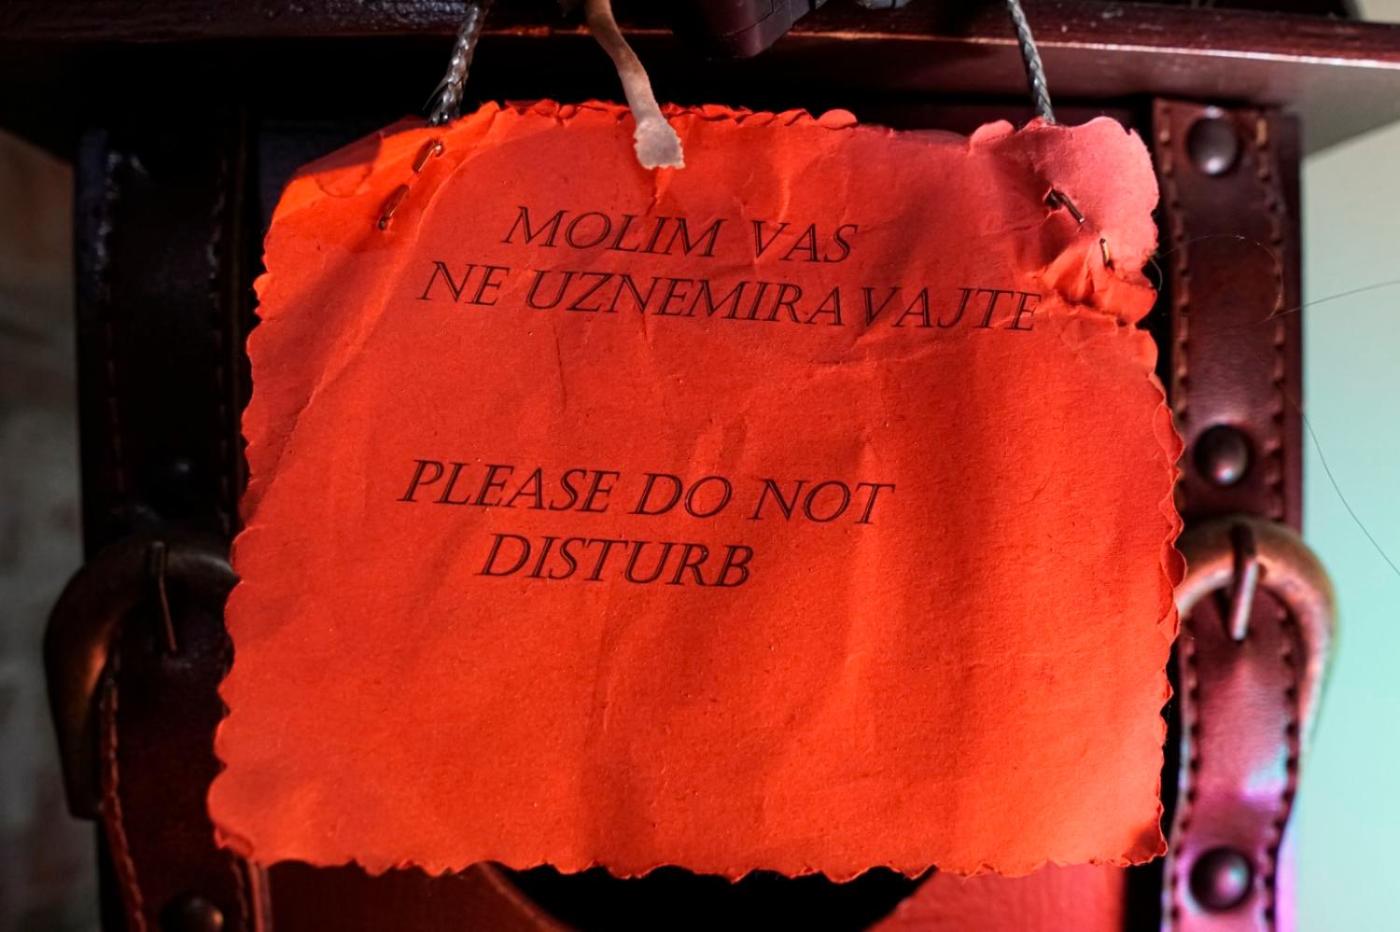 MOLIM VAS
NE UZNEMIRAVAJTE
PLEASE DO NOT
DISTURB